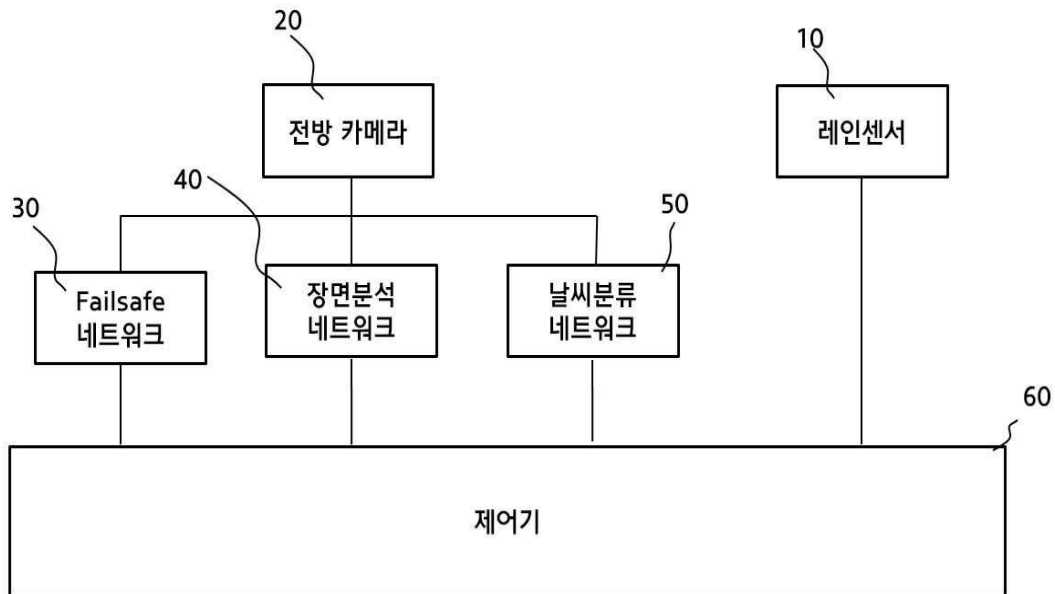 20
10
전방 카메라
레인센서
30
40
50
Failsafe
네트워크
장면분석
네트워크
날씨분류
네트워크
60
제어기